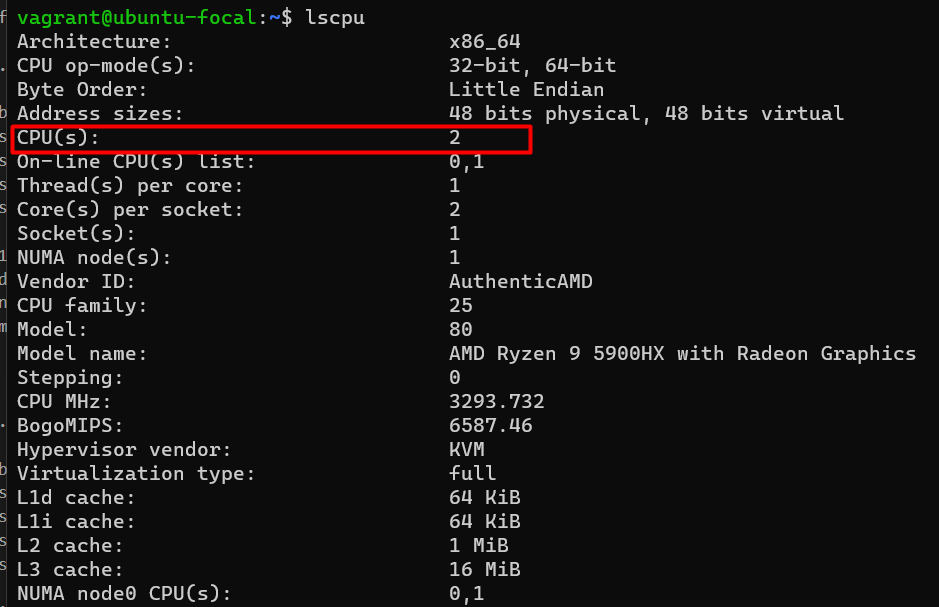 vagrant@ubuntu-focal:~$ lscpu
Architecture: x86_64
CPU op-mode(s): 32-bit, 64-bit
Byte Order: Little Endian
Address sizes: 48 bits physical, 48 bits virtual
CPU(s): 2
On-line CPU(s) list: 0,1
Thread(s) per core: 1
Core(s) per socket: 2
Socket(s): 1
NUMA node(s): 1
Vendor ID: AuthenticAMD
CPU family: 25
Model: 80
Model name: AMD Ryzen 9 5900HX with Radeon Graphics
Stepping: 0
CPU MHz: 3293.732
BogoMIPS: 6587.46
Hypervisor vendor: KVM
Virtualization type: full
L1d cache: 64 KiB
L1i cache: 64 KiB
L2 cache: 1 MiB
L3 cache: 16 MiB
NUMA node0 CPU(s): 0,1